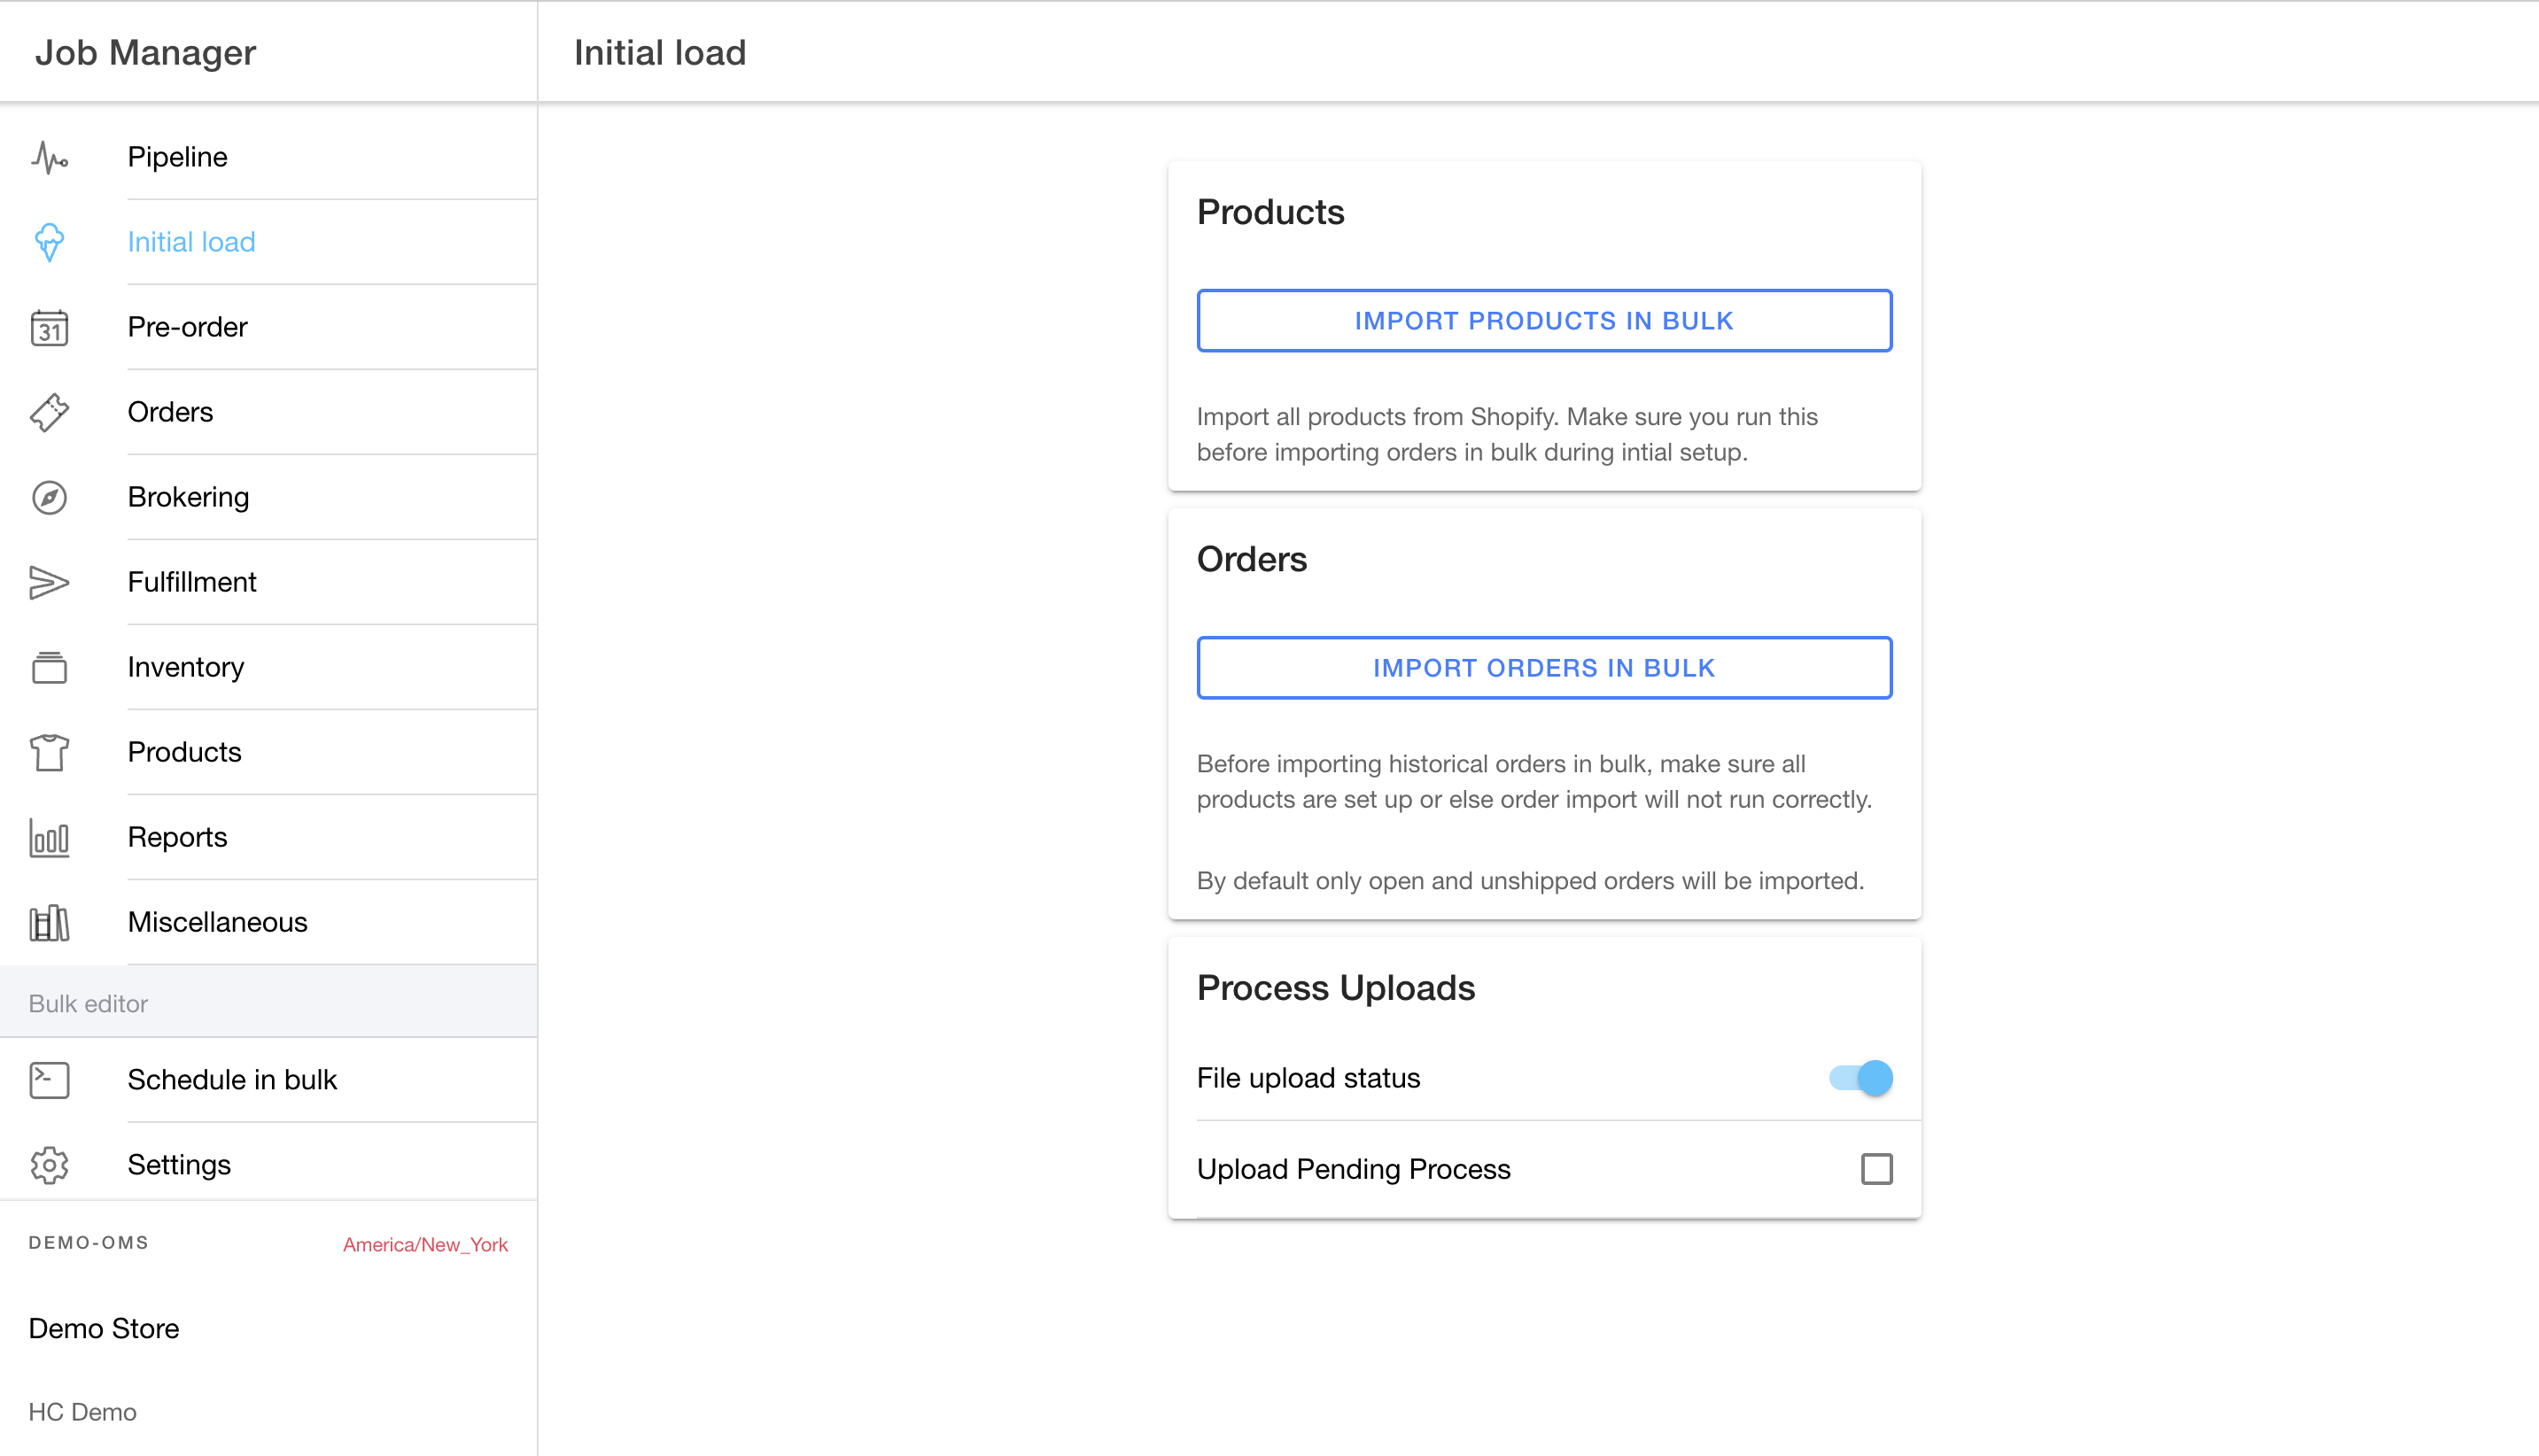 Job Manager
Initial load
Pipeline
Initial load
31
Pre-order
Orders
Brokering
Fulfillment
Inventory
Products
Reports
Miscellaneous
Bulk editor
Schedule in bulk
Settings
DEMO-OMS
America/New_York
Demo Store
HC Demo
Products
IMPORT PRODUCTS IN BULK
Import all products from Shopify. Make sure you run this
before importing orders in bulk during intial setup.
Orders
IMPORT ORDERS IN BULK
Before importing historical orders in bulk, make sure all
products are set up or else order import will not run correctly.
By default only open and unshipped orders will be imported.
Process Uploads
File upload status
Upload Pending Process